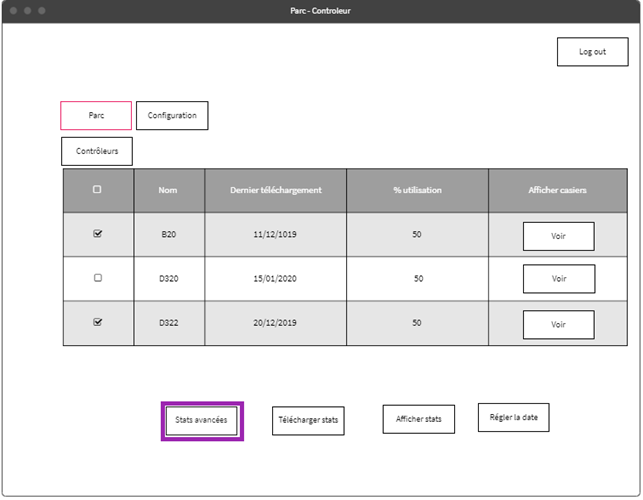 Parc - Controleur
Log out
Parc Configuration
Contrôleurs
Nom Dernier téléchargement % utilisation Afficher casiers
B20 11/12/1019 50 Voir
D320 15/01/2020 50 Voir
D322 20/12/2019 50 Voir
Stats avancées Télécharger stats Afficher stats Régler la date